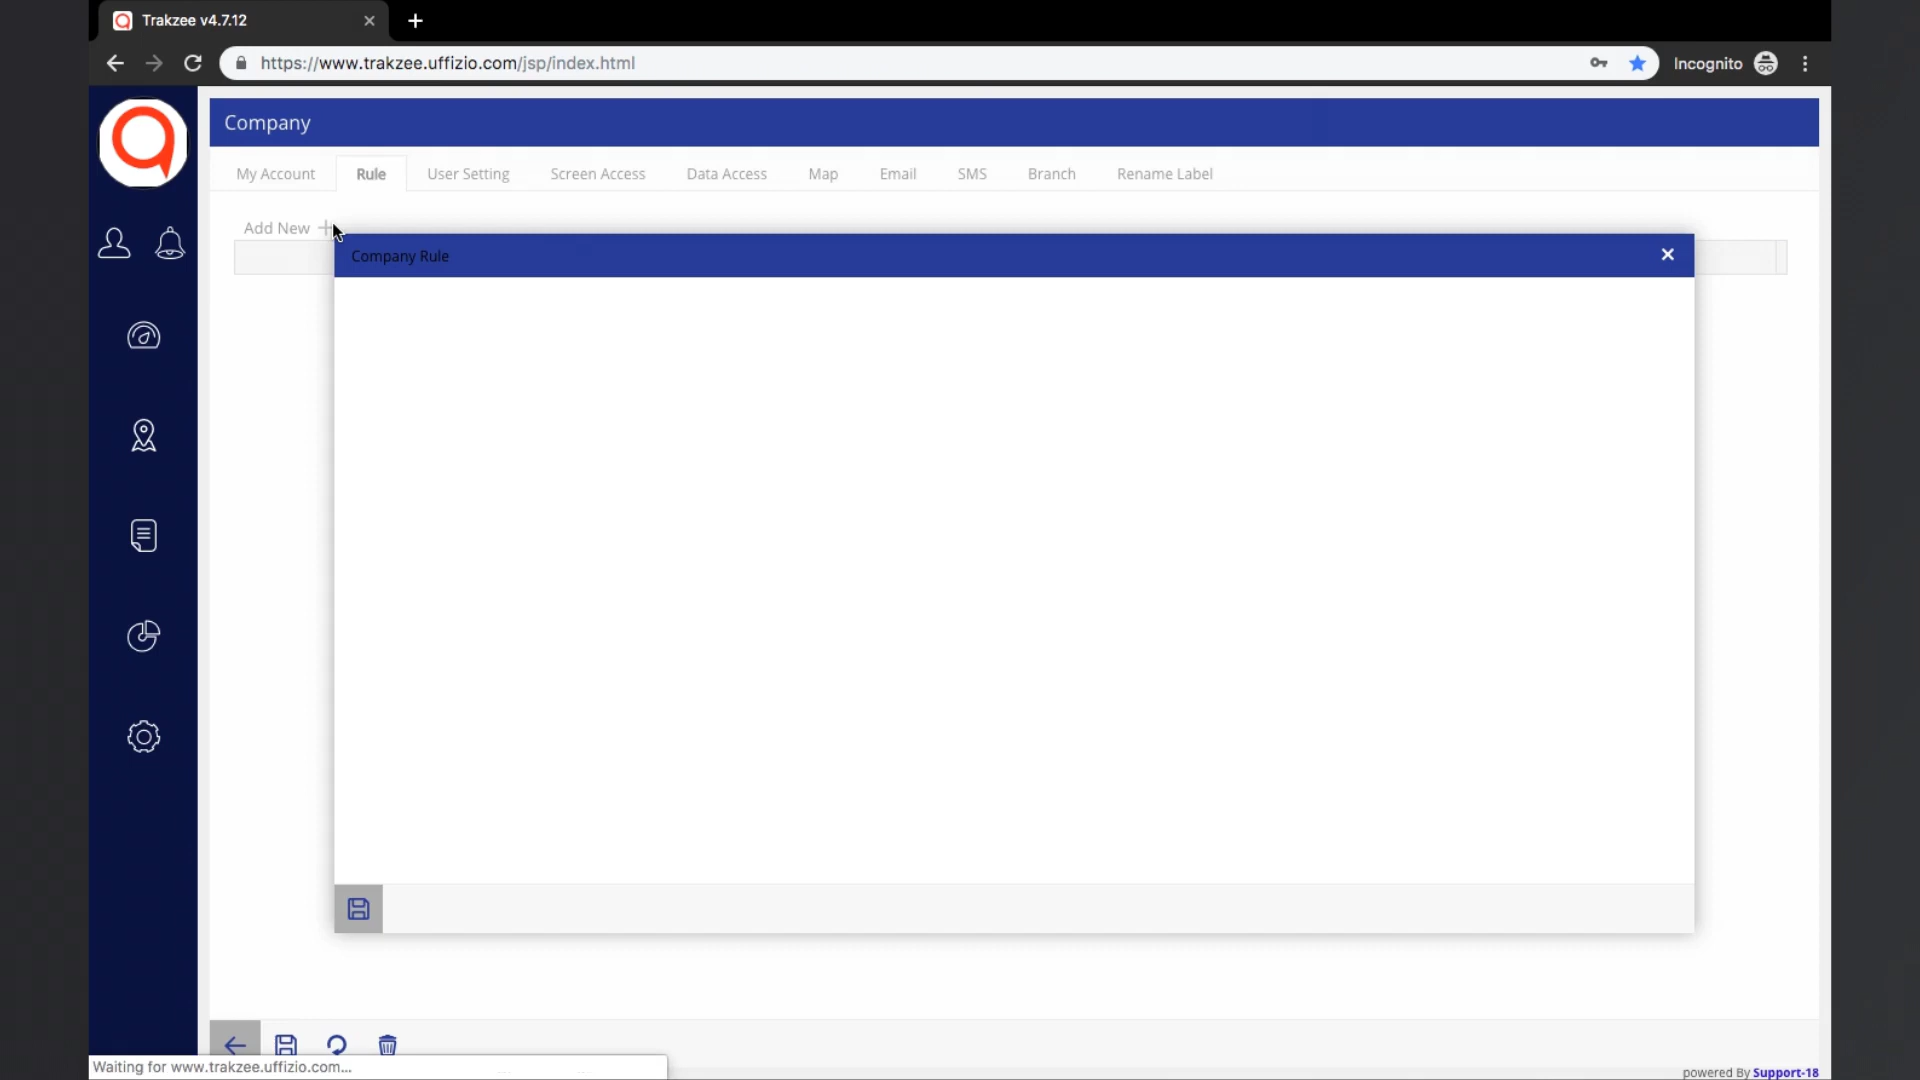 Trakzee v4.7.12
https://www.trakzee.uffizio.com/jsp/index.html
Incognito
Company
My Account Rule User Setting Screen Access Data Access Map Email SMS Branch Rename Label
Add New +
Company Rule
Waiting for www.trakzee.uffizio.com...
powered By Support-18